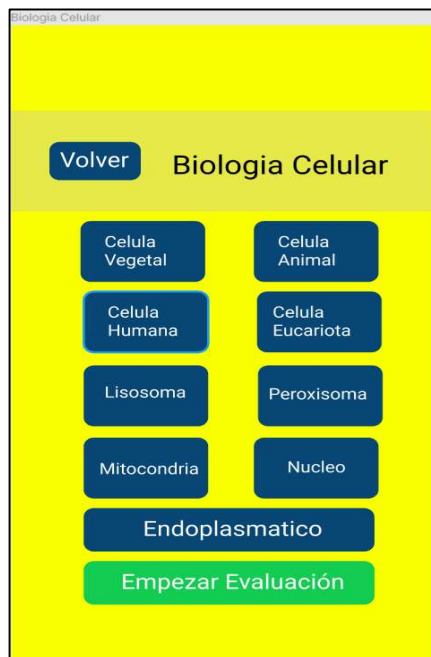 Biologia Celular
Volver
Biologia Celular
Celula
Vegetal
Celula
Animal
Celula
Humana
Celula
Eucariota
Lisosoma
Peroxisoma
Mitocondria
Nucleo
Endoplasmatico
Empezar Evaluación